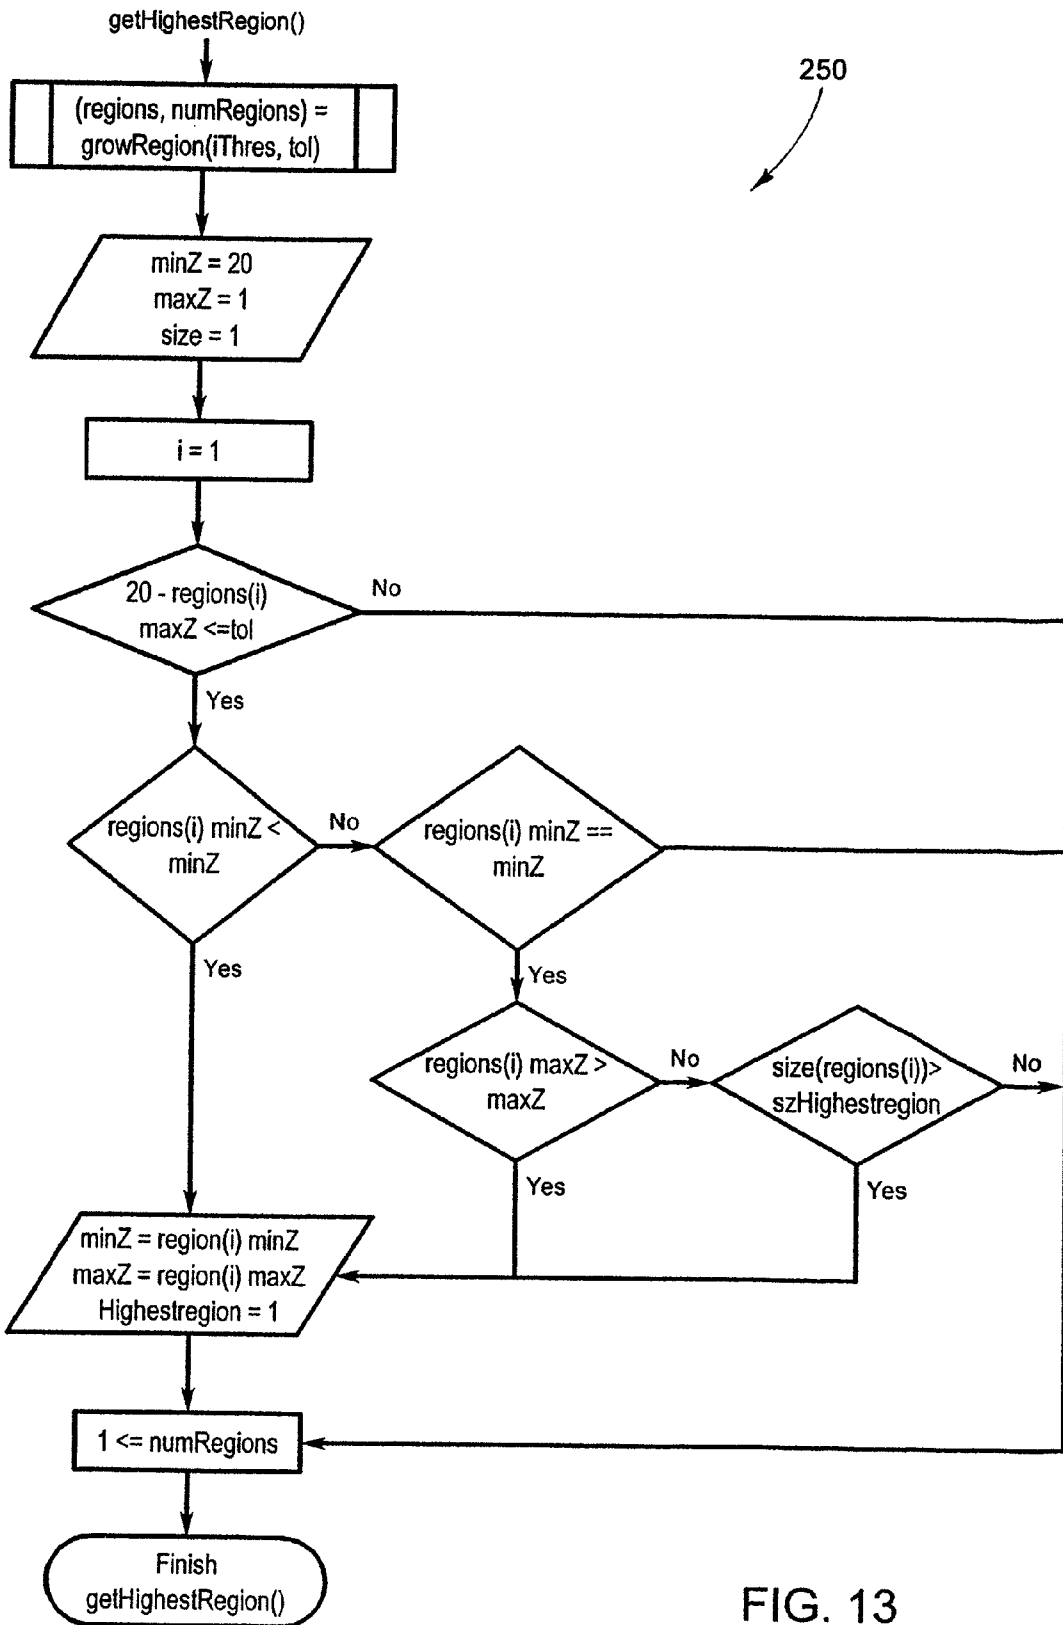 getHighestRegion()
250
(regions, numRegions) =
growRegion(iThres, tol)
minZ = 20
maxZ = 1
size = 1
i = 1
20 - regions(i)
maxZ <=tol
No
Yes
regions(i) minZ <
minZ
No
regions(i) minZ ==
minZ
Yes
Yes
regions(i) maxZ >
maxZ
No
size(regions(i))>
szHighestregion
No
Yes
Yes
minZ = region(i) minZ
maxZ = region(i) maxZ
Highestregion = 1
1 <= numRegions
Finish
getHighestRegion()
FIG. 13